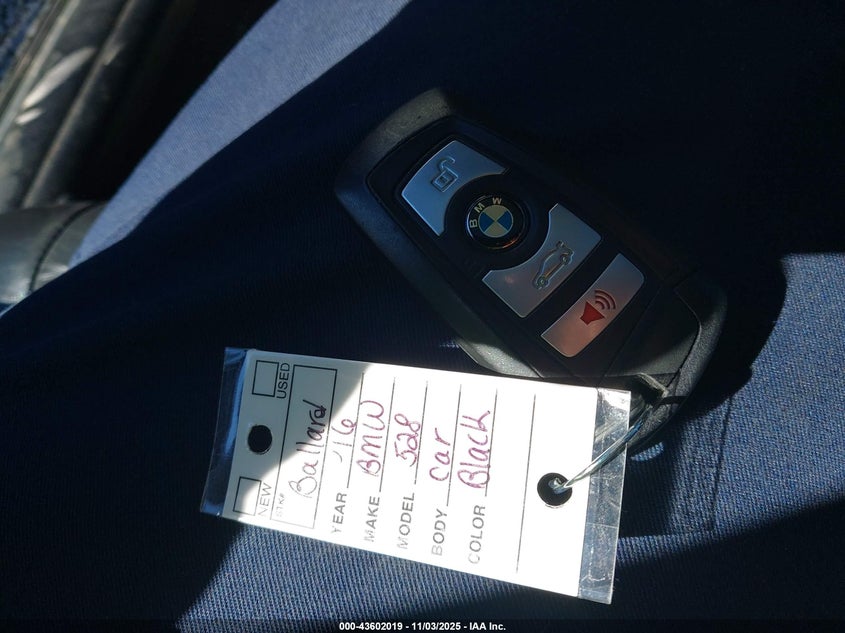 BMW
NEW
USED
STK#
Ballard
YEAR '16
MAKE BMW
MODEL 528
BODY Car
COLOR Black
000-43602019 - 11/03/2025 - IAA Inc.